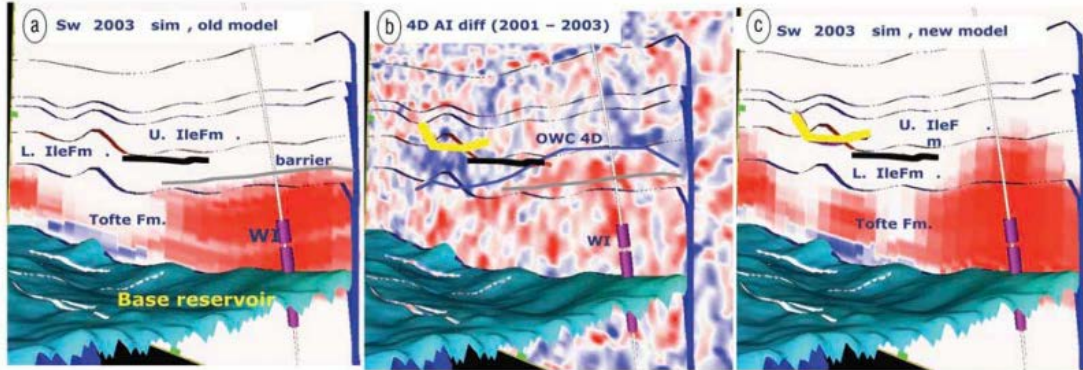 a Sw 2003 sim , old model
U. IleFm .
L. IleFm .
barrier
Tofte Fm.
WI
Base reservoir
b 4D AI diff (2001 – 2003)
OWC 4D
WI
c Sw 2003 sim , new model
U. IleF .
m
L. IleFm .
Tofte Fm.